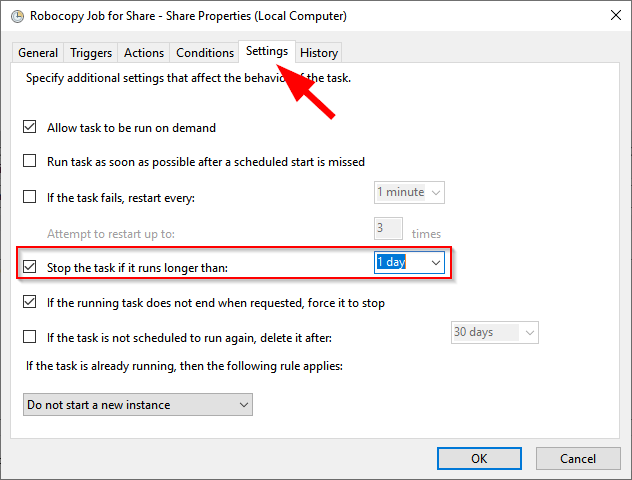 Robocopy Job for Share - Share Properties (Local Computer)
General Triggers Actions Conditions Settings History
Specify additional settings that affect the behavior of the task.
Allow task to be run on demand
Run task as soon as possible after a scheduled start is missed
If the task fails, restart every: 1 minute
Attempt to restart up to: 3 times
Stop the task if it runs longer than: 1 day
If the running task does not end when requested, force it to stop
If the task is not scheduled to run again, delete it after: 30 days
If the task is already running, then the following rule applies:
Do not start a new instance
OK Cancel